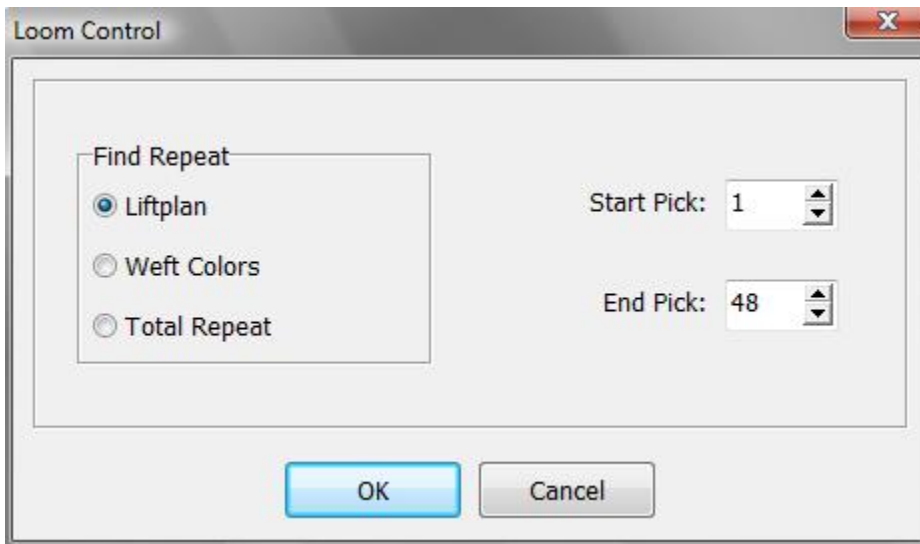 Loom Control
Find Repeat
Liftplan
Weft Colors
Total Repeat
Start Pick: 1
End Pick: 48
OK
Cancel